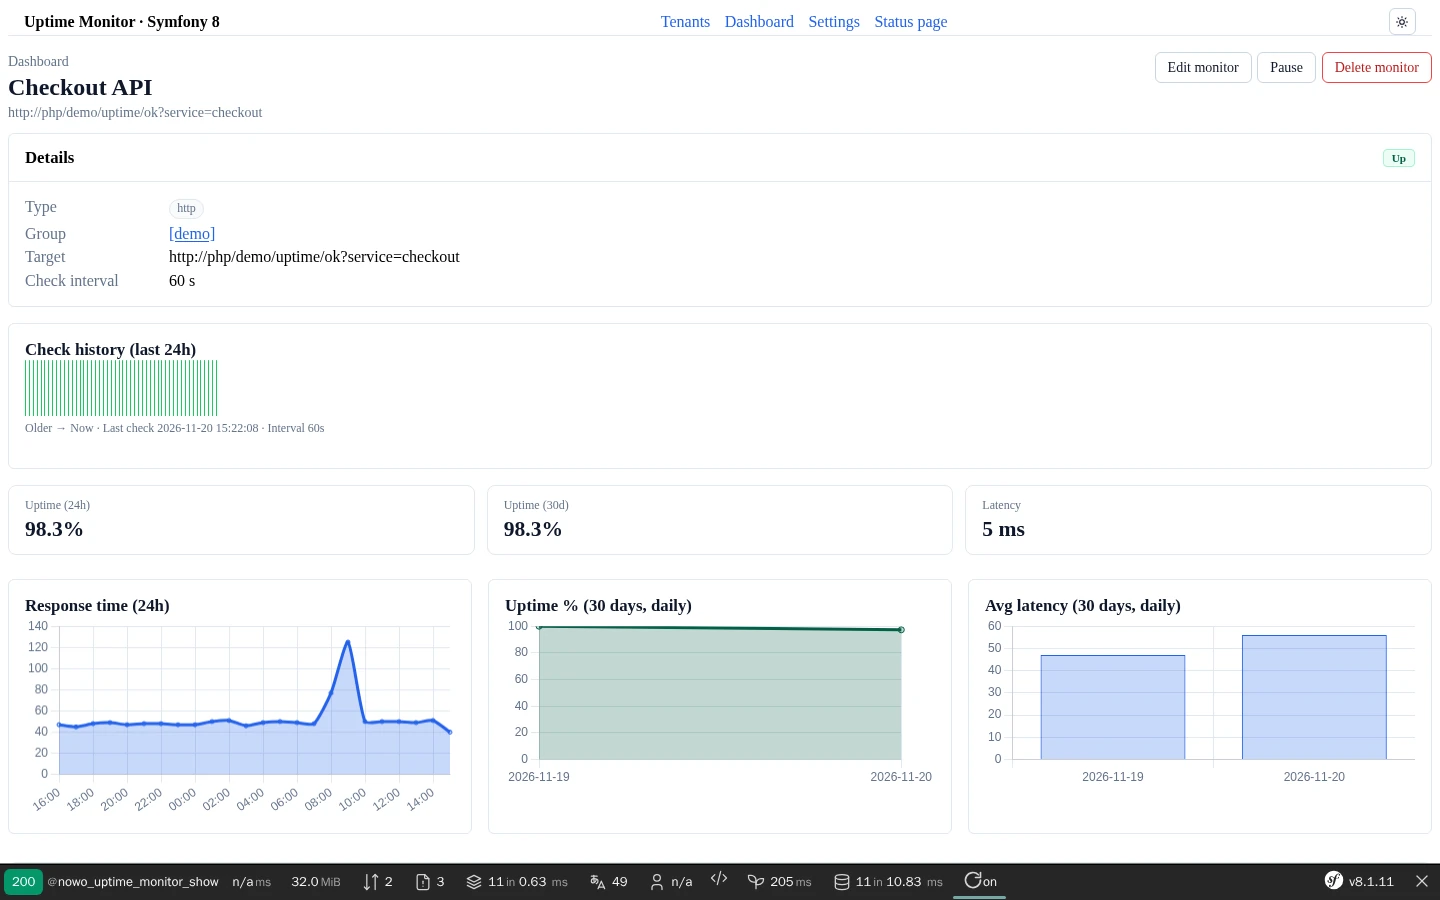 Uptime Monitor · Symfony 8
Tenants Dashboard Settings Status page
Dashboard
Checkout API
http://php/demo/uptime/ok?service=checkout
Edit monitor
Pause
Delete monitor
Details
Up
Type http
Group [demo]
Target http://php/demo/uptime/ok?service=checkout
Check interval 60 s
Check history (last 24h)
Older → Now · Last check 2026-11-20 15:22:08 · Interval 60s
Uptime (24h)
98.3%
Uptime (30d)
98.3%
Latency
5 ms
Response time (24h)
140
120
100
80
60
40
20
0
16:00 18:00 20:00 22:00 00:00 02:00 04:00 06:00 08:00 10:00 12:00 14:00
Uptime % (30 days, daily)
100
80
60
40
20
0
2026-11-19 2026-11-20
Avg latency (30 days, daily)
60
50
40
30
20
10
0
2026-11-19 2026-11-20
200 @nowo_uptime_monitor_show n/a ms 32.0 MiB 2 3 11 in 0.63 ms 49 n/a 205 ms 11 in 10.83 ms on sf v8.1.11